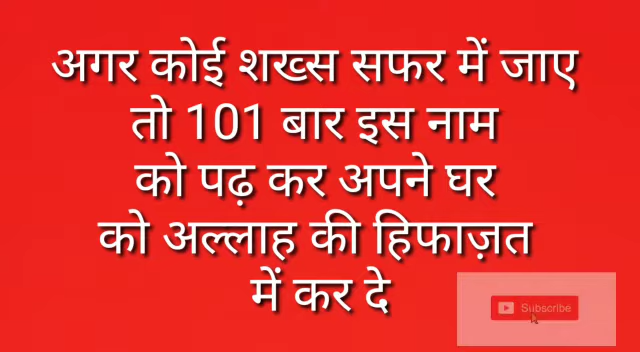 अगर कोई शख्स सफर में जाए
तो 101 बार इस नाम
को पढ़ कर अपने घर
को अल्लाह की हिफाज़त
में कर दे
Subscribe